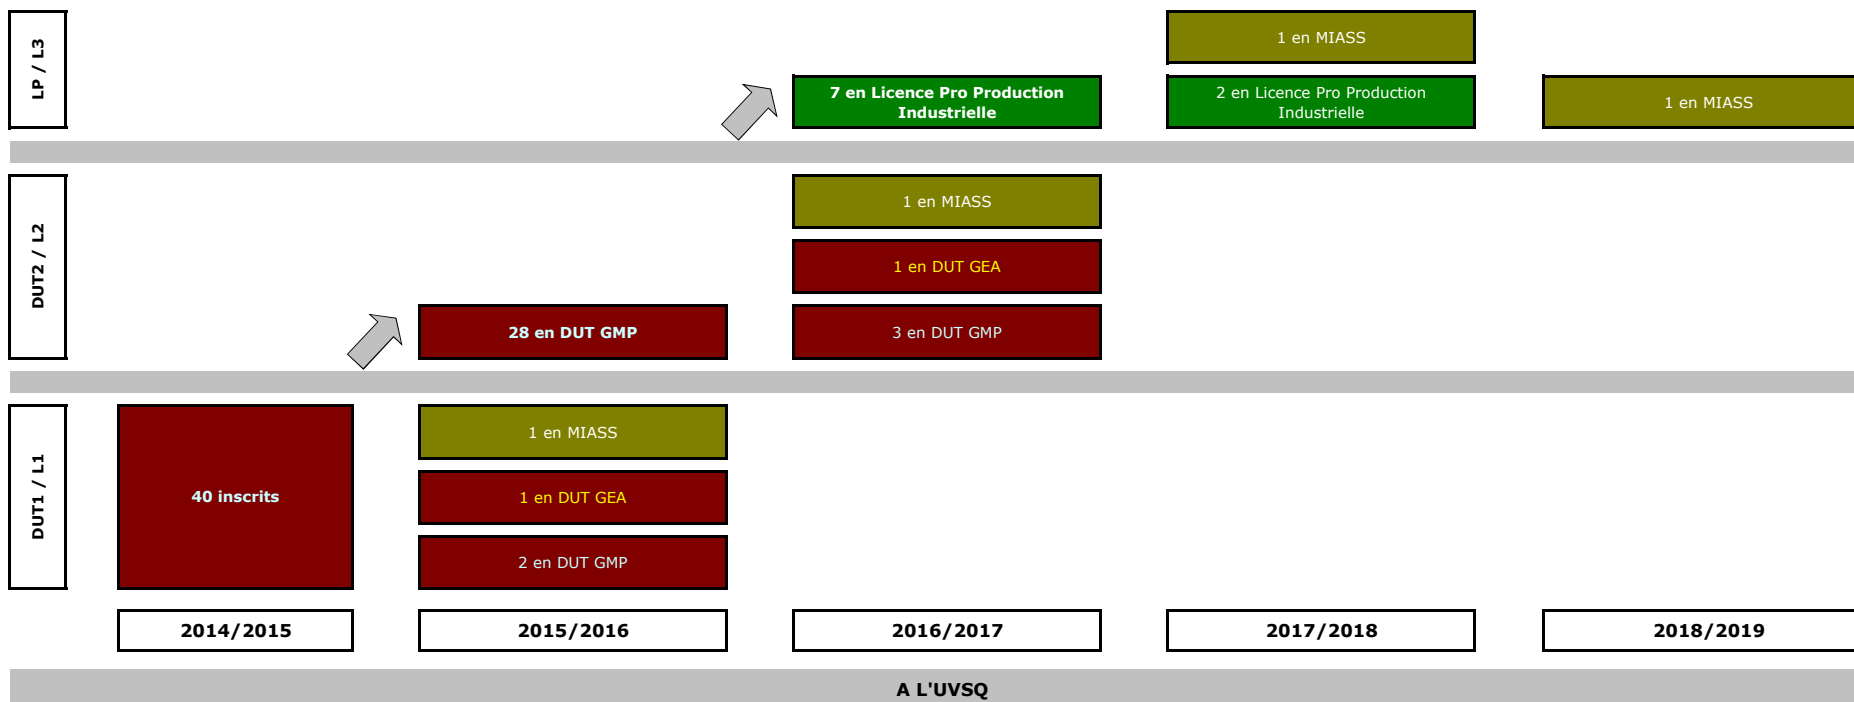 LP / L3
1 en MIASS
7 en Licence Pro Production
Industrielle
2 en Licence Pro Production
Industrielle
1 en MIASS
DUT2 / L2
1 en MIASS
1 en DUT GEA
28 en DUT GMP
3 en DUT GMP
DUT1 / L1
40 inscrits
1 en MIASS
1 en DUT GEA
2 en DUT GMP
2014/2015
2015/2016
2016/2017
2017/2018
2018/2019
A L'UVSQ